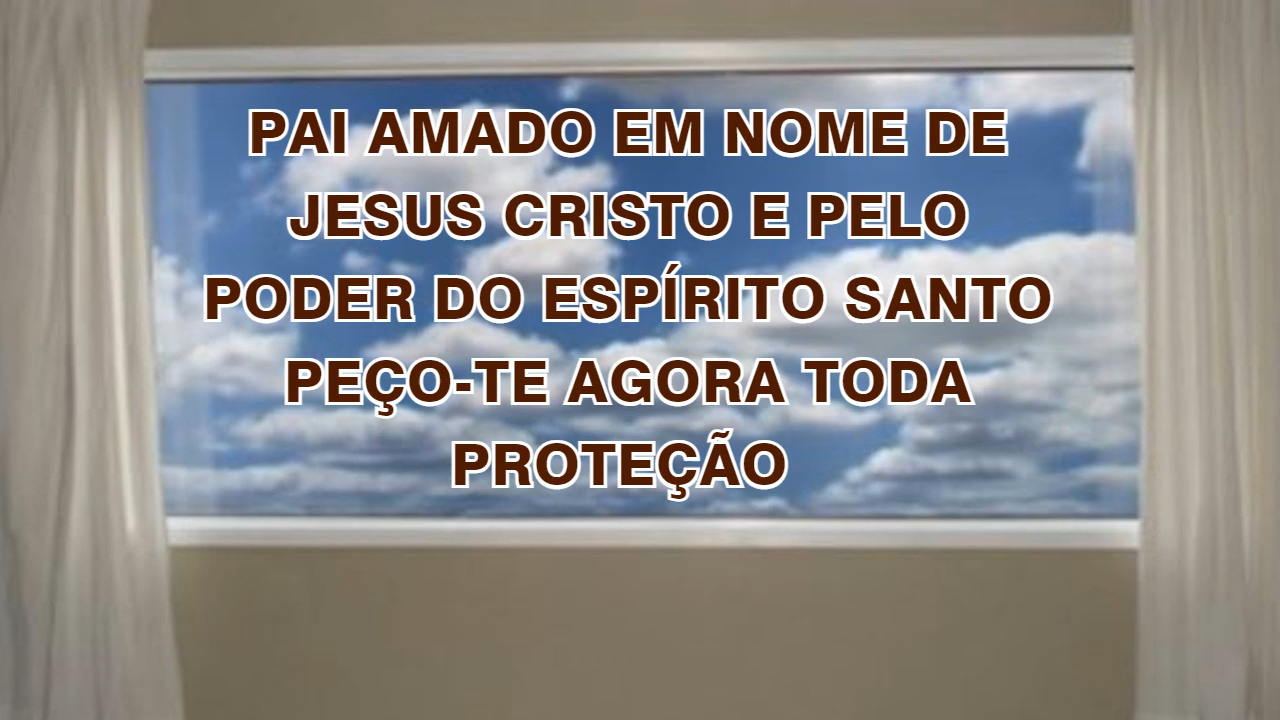 PAI AMADO EM NOME DE
JESUS CRISTO E PELO
PODER DO ESPÍRITO SANTO
PEÇO-TE AGORA TODA
PROTEÇÃO